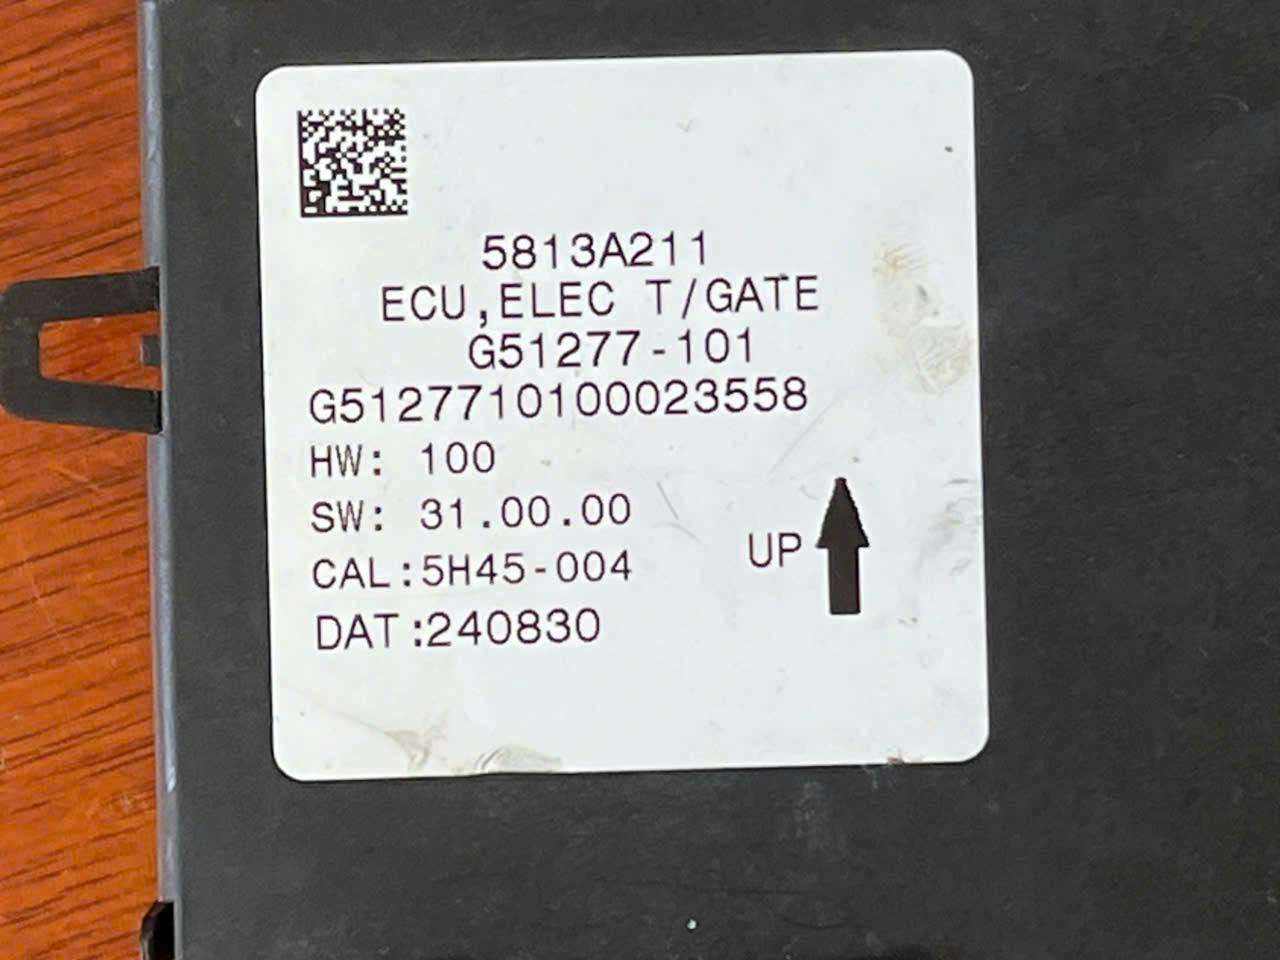 5813A211
ECU,ELEC T/GATE
G51277-101
G5127710100023558
HW: 100
SW: 31.00.00
CAL:5H45-004
UP
DAT:240830